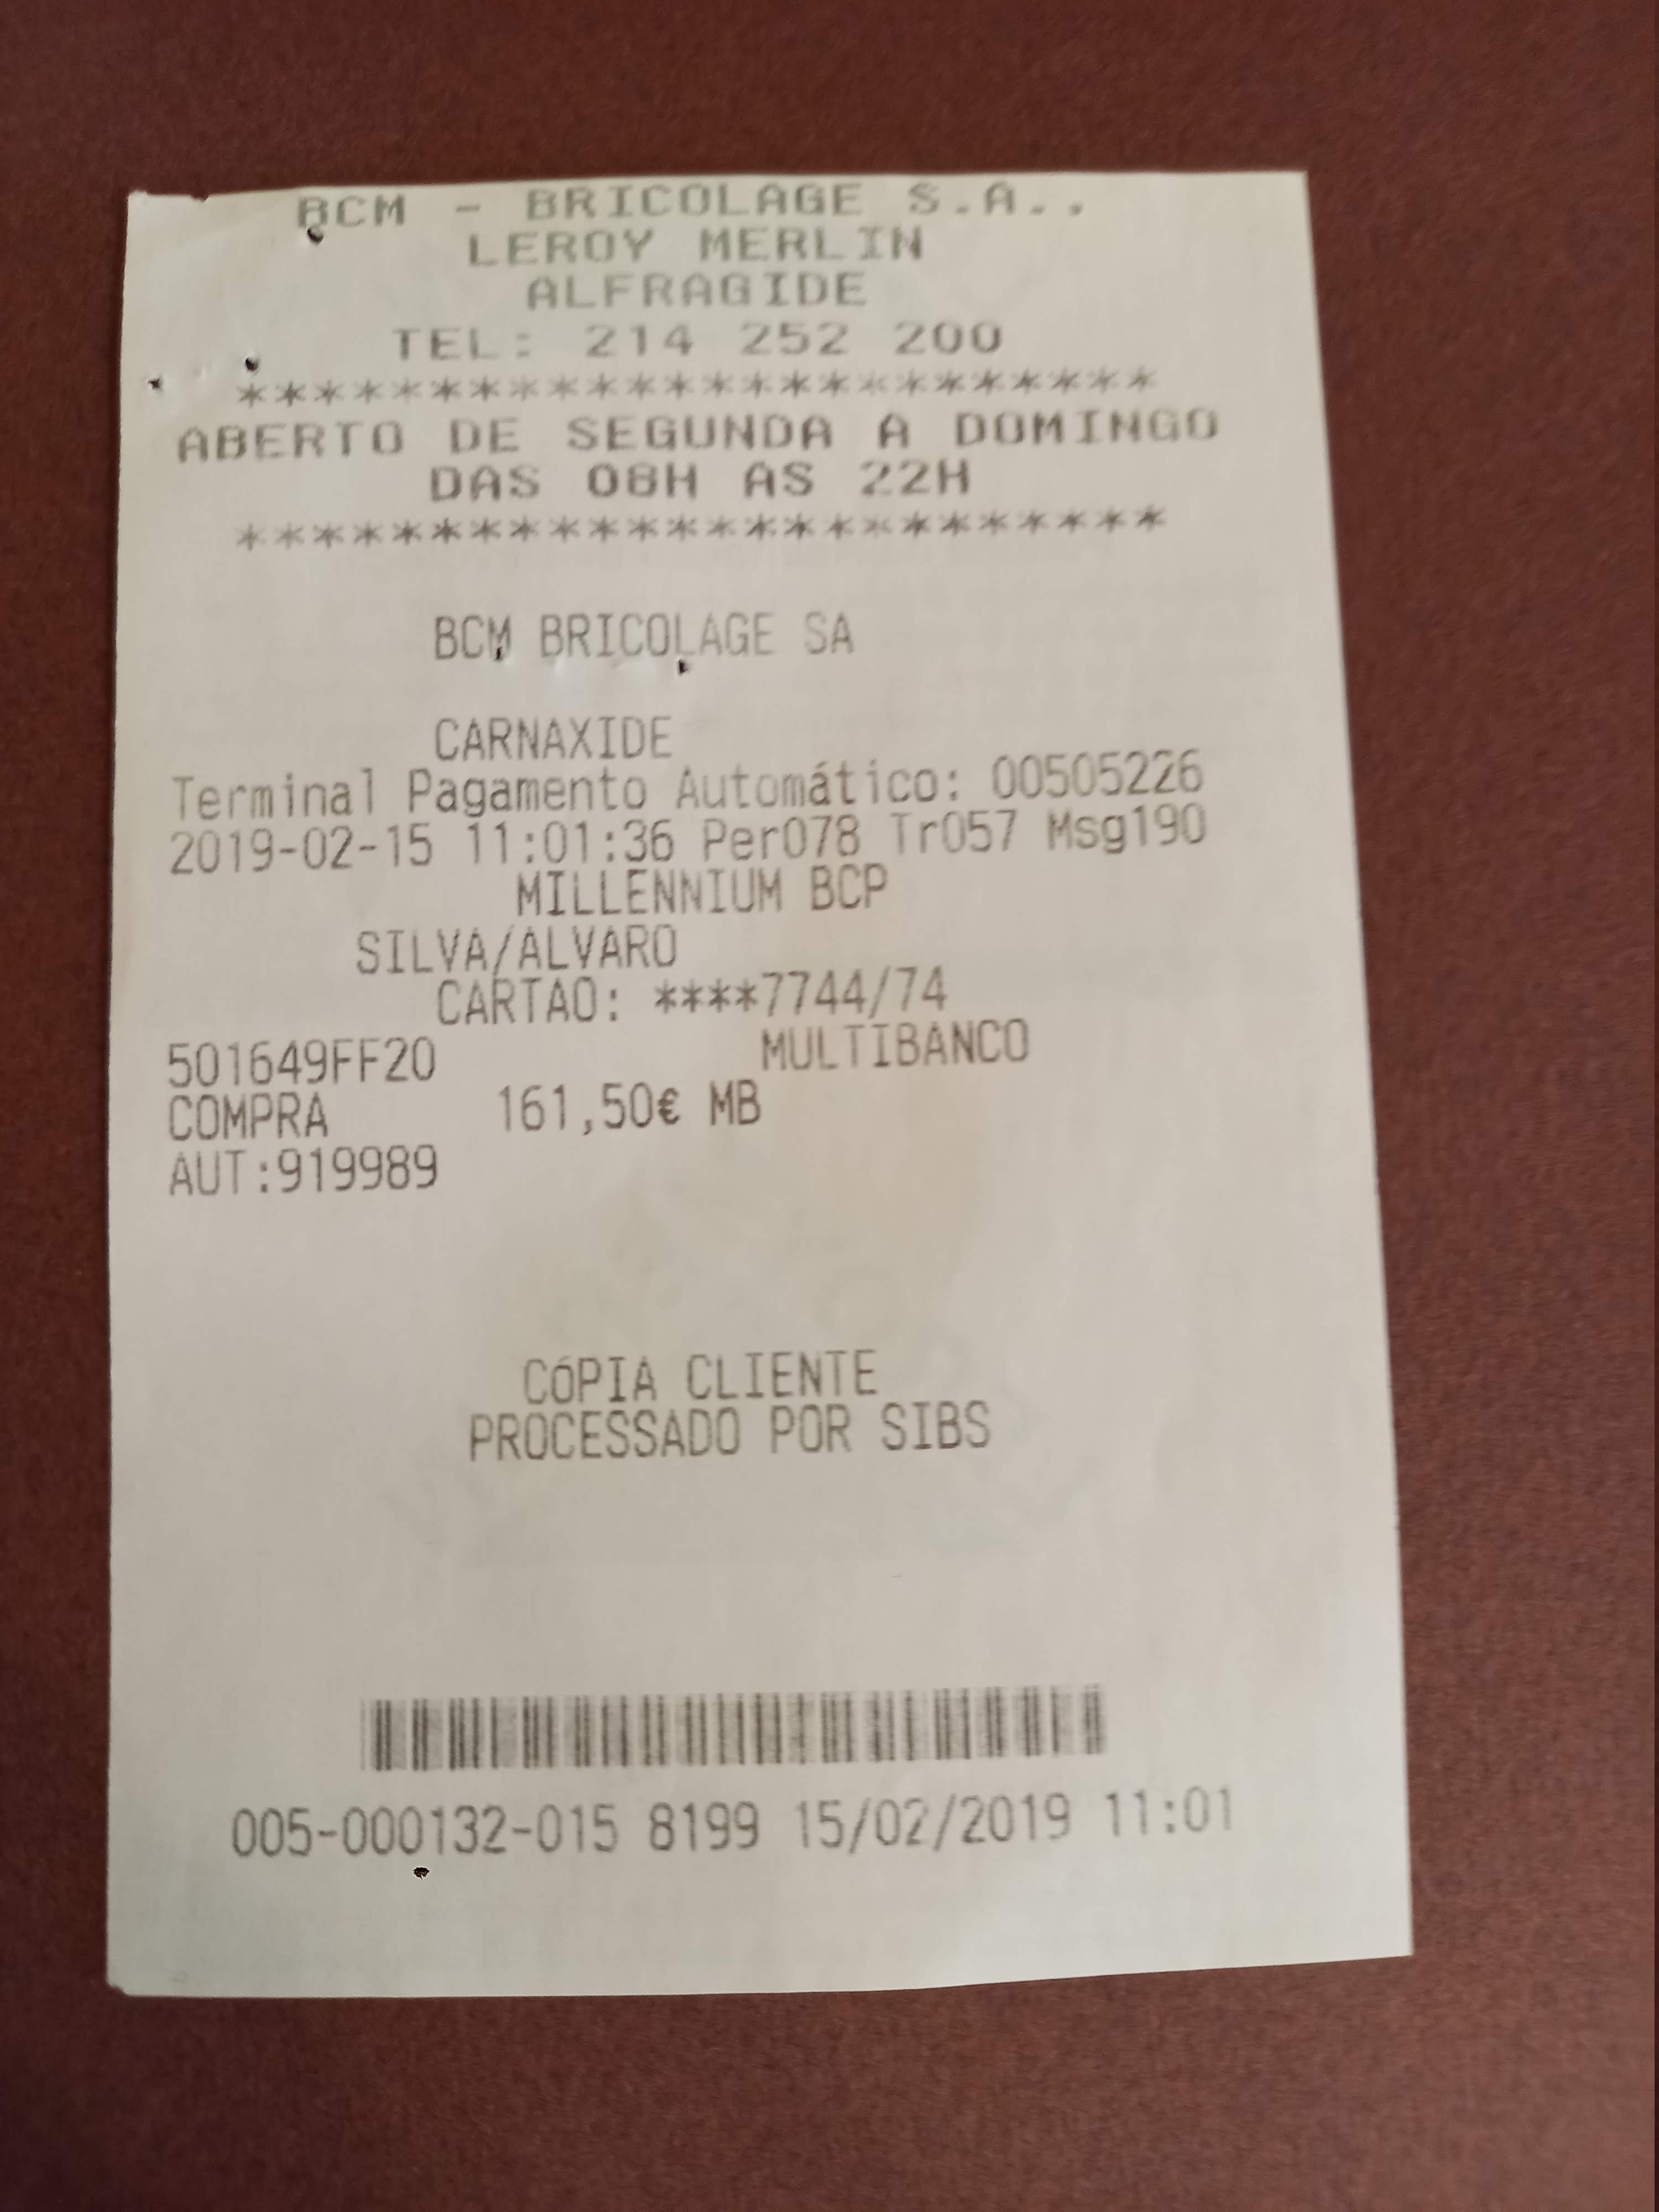 BCM - BRICOLAGE S.A..
LEROY MERLIN
ALFRAGIDE
TEL: 214 252 200
************************
ABERTO DE SEGUNDA A DOMINGO
DAS 08H AS 22H
************************
BCM BRICOLAGE SA
CARNAXIDE
Terminal Pagamento Automático: 00505226
2019-02-15 11:01:36 Per078 Tr057 Msg190
MILLENNIUM BCP
SILVA/ALVARO
CARTAO: ****7744/74
501649FF20 MULTIBANCO
COMPRA 161,50€ MB
AUT:919989
CÓPIA CLIENTE
PROCESSADO POR SIBS
005-000132-015 8199 15/02/2019 11:01